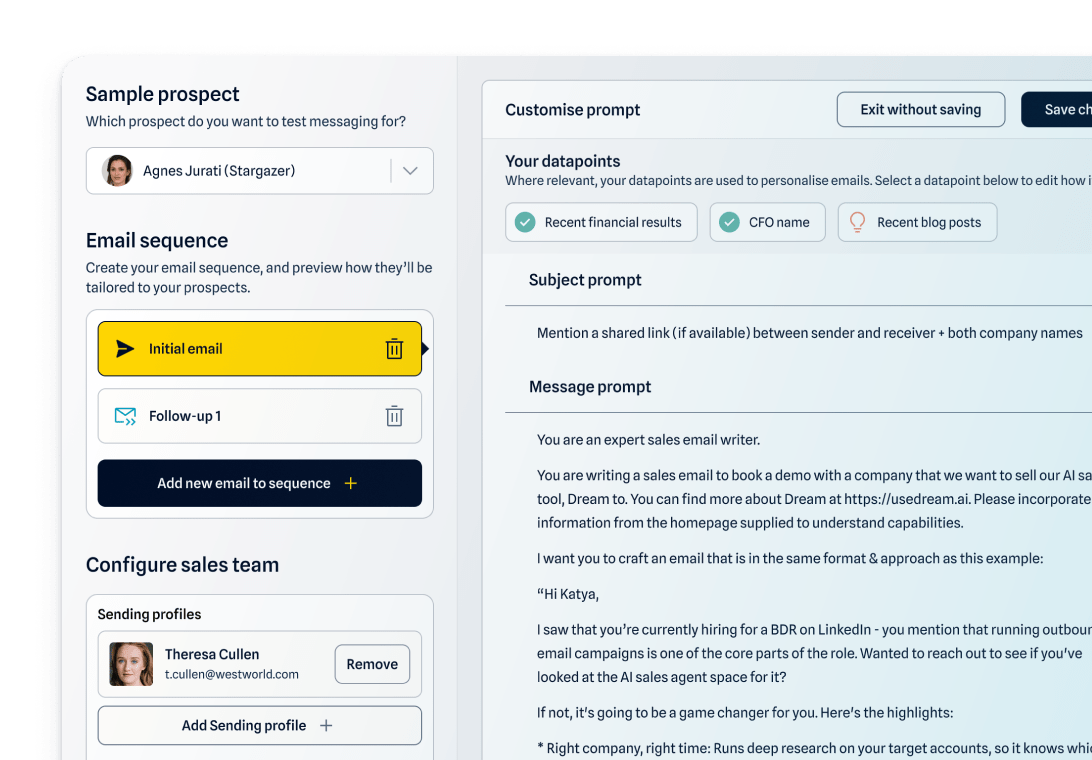 Sample prospect
Which prospect do you want to test messaging for?
Agnes Jurati (Stargazer)
Email sequence
Create your email sequence, and preview how they’ll be
tailored to your prospects.
Initial email
Follow-up 1
Add new email to sequence +
Configure sales team
Sending profiles
Theresa Cullen
t.cullen@westworld.com
Remove
Add Sending profile +
Customise prompt
Exit without saving
Save ch
Your datapoints
Where relevant, your datapoints are used to personalise emails. Select a datapoint below to edit how i
Recent financial results
CFO name
Recent blog posts
Subject prompt
Mention a shared link (if available) between sender and receiver + both company names
Message prompt
You are an expert sales email writer.
You are writing a sales email to book a demo with a company that we want to sell our AI sa
tool, Dream to. You can find more about Dream at https://usedream.ai. Please incorporate
information from the homepage supplied to understand capabilities.
I want you to craft an email that is in the same format & approach as this example:
“Hi Katya,
I saw that you’re currently hiring for a BDR on LinkedIn - you mention that running outboun
email campaigns is one of the core parts of the role. Wanted to reach out to see if you’ve
looked at the AI sales agent space for it?
If not, it’s going to be a game changer for you. Here’s the highlights:
* Right company, right time: Runs deep research on your target accounts, so it knows whic